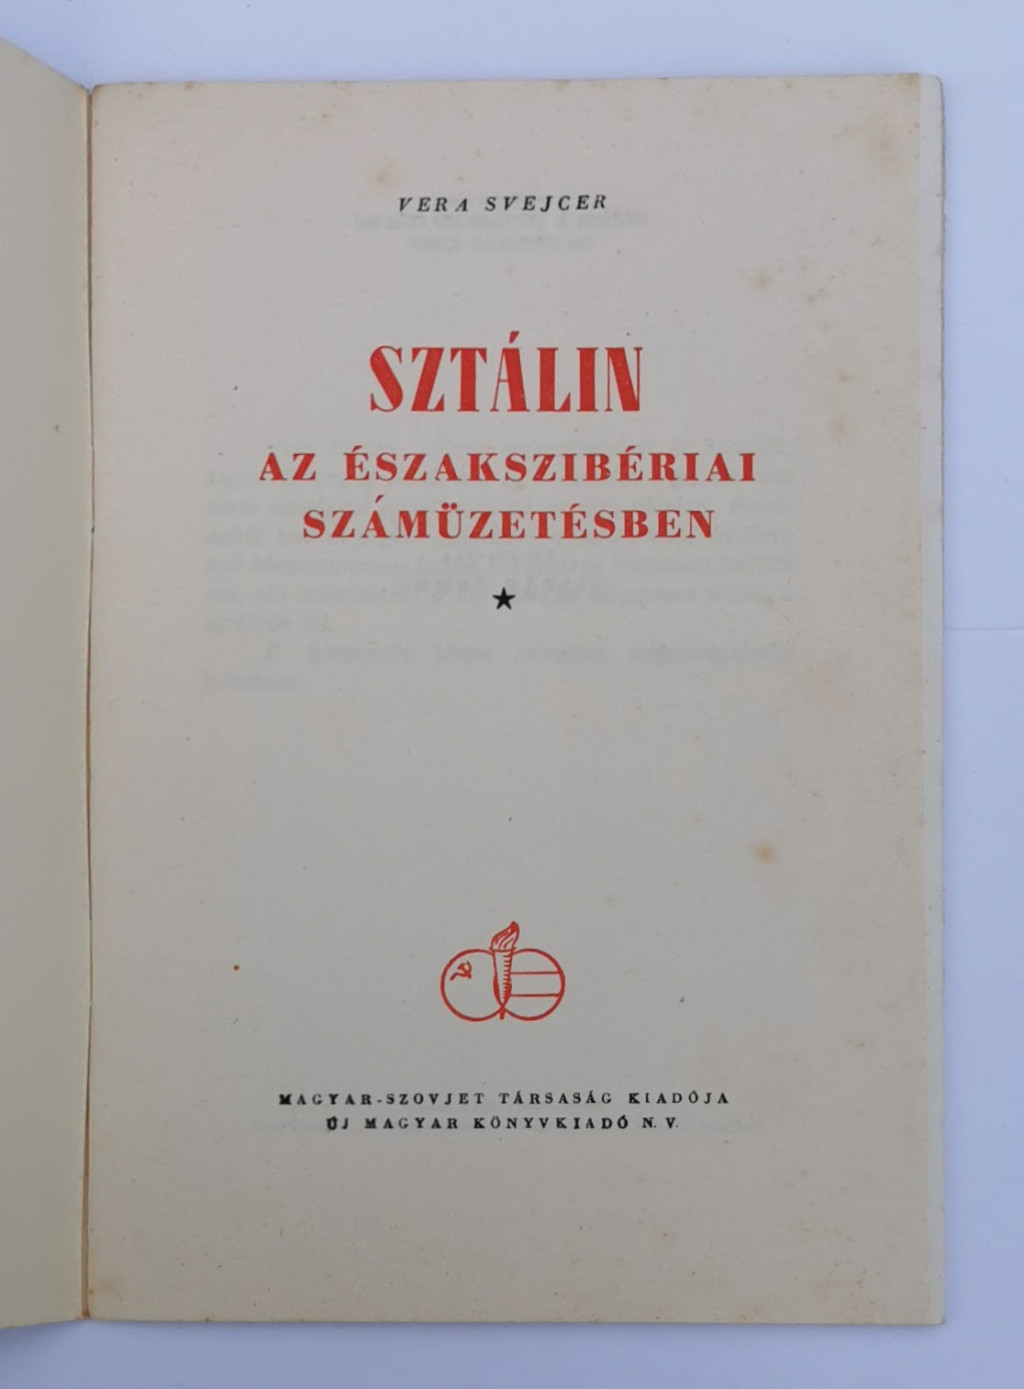 VERA SVEJCER
SZTÁLIN
AZ ÉSZAKSZIBÉRIAI
SZÁMÜZETÉSBEN
MAGYAR-SZOVJET TÁRSASÁG KIADÓJA
ÚJ MAGYAR KÖNYVKIADÓ N. V.